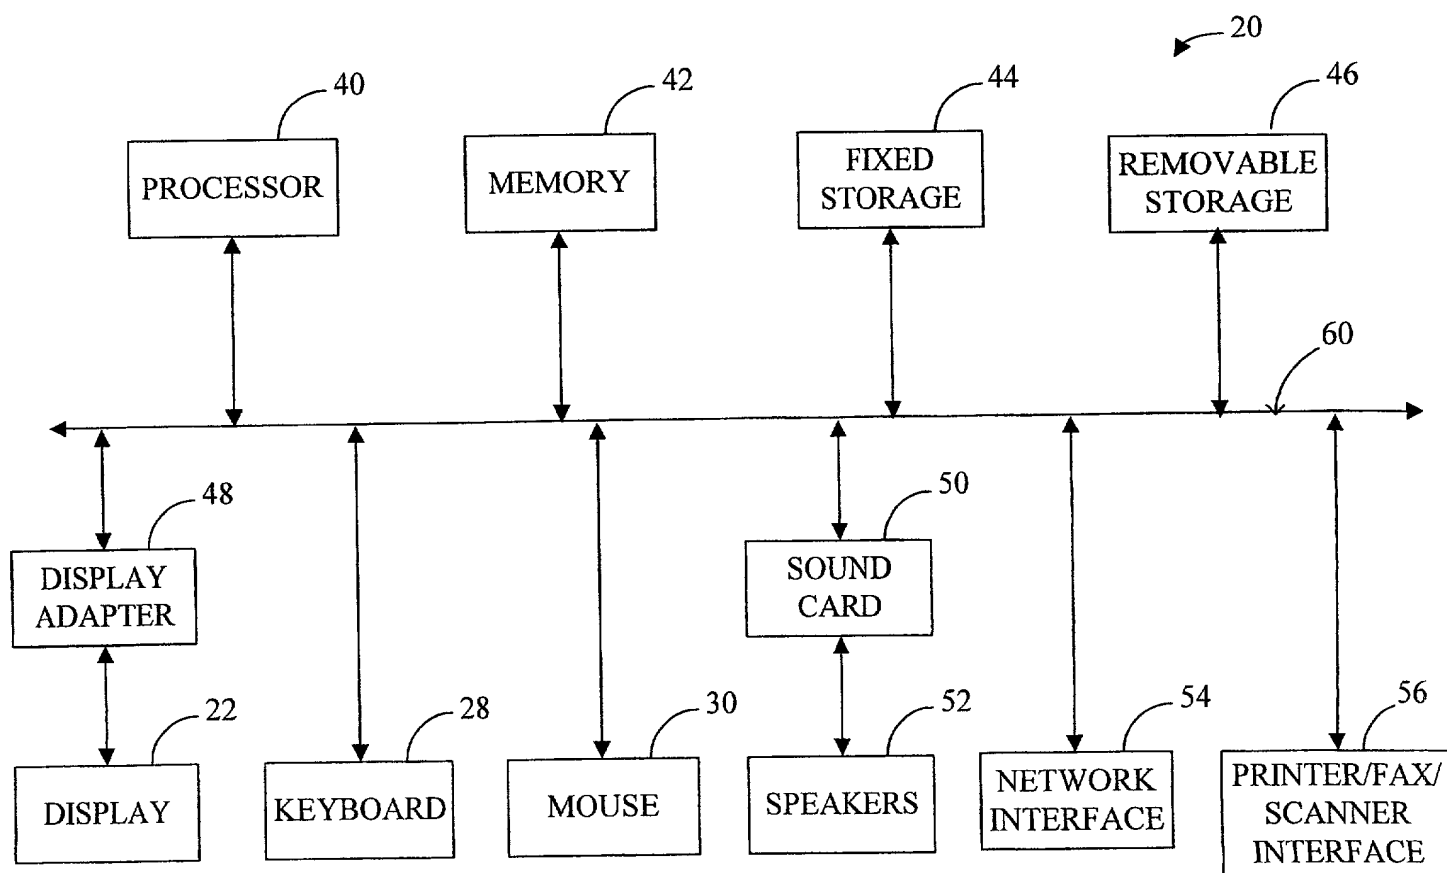 20
40
42
44
46
PROCESSOR
MEMORY
FIXED
STORAGE
REMOVABLE
STORAGE
60
48
50
DISPLAY
ADAPTER
SOUND
CARD
22
28
30
52
54
56
DISPLAY
KEYBOARD
MOUSE
SPEAKERS
NETWORK
INTERFACE
PRINTER/FAX/
SCANNER
INTERFACE